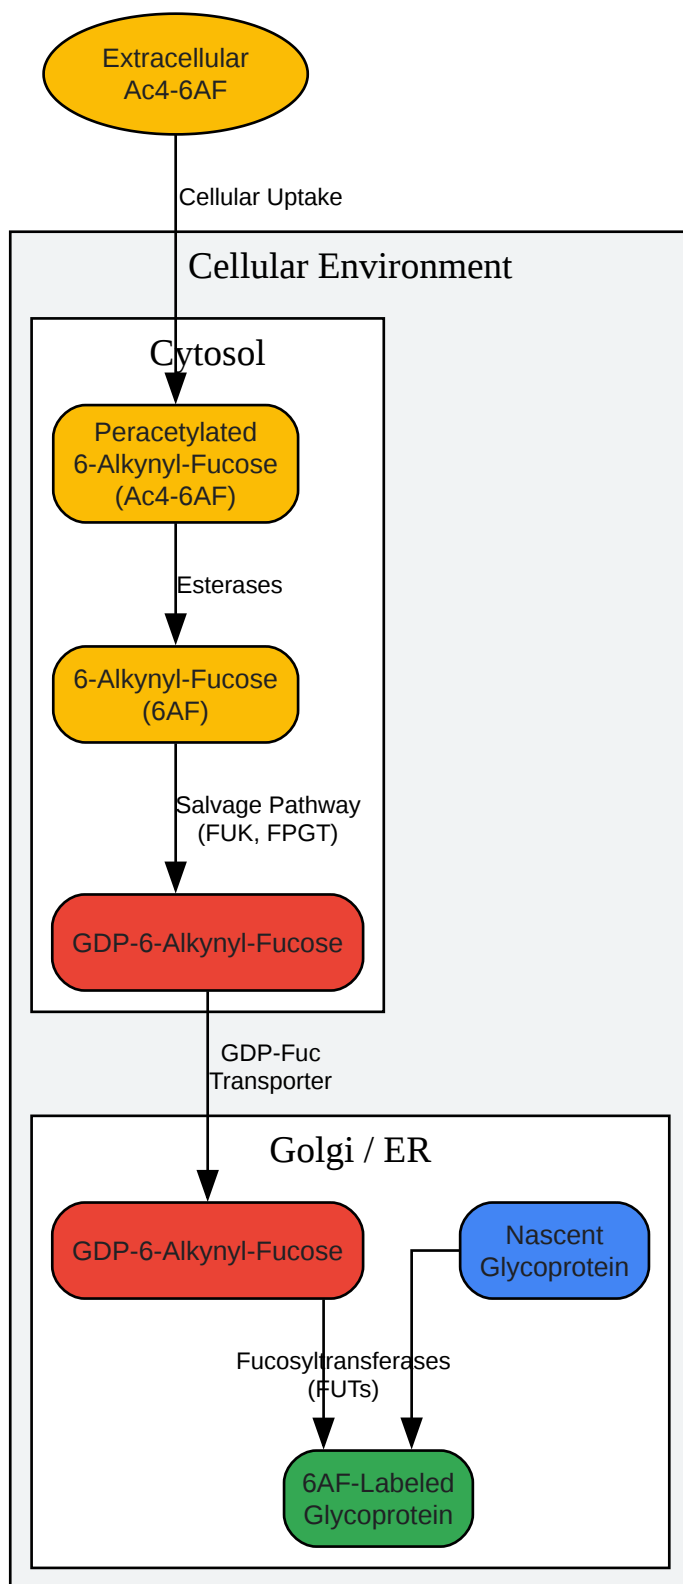 Extracellular
Ac4-6AF
Cellular Uptake
Cellular Environment
Cytosol
Peracetylated
6-Alkynyl-Fucose
(Ac4-6AF)
Esterases
6-Alkynyl-Fucose
(6AF)
Salvage Pathway
(FUK, FPGT)
GDP-6-Alkynyl-Fucose
GDP-Fuc
Transporter
Golgi / ER
GDP-6-Alkynyl-Fucose
Nascent
Glycoprotein
Fucosyltransferases
(FUTs)
6AF-Labeled
Glycoprotein